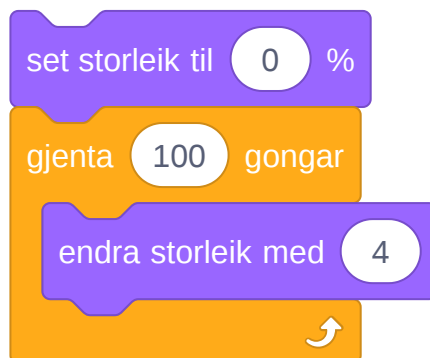 set storleik til 0 %
gjenta 100 gongar
endra storleik med 4